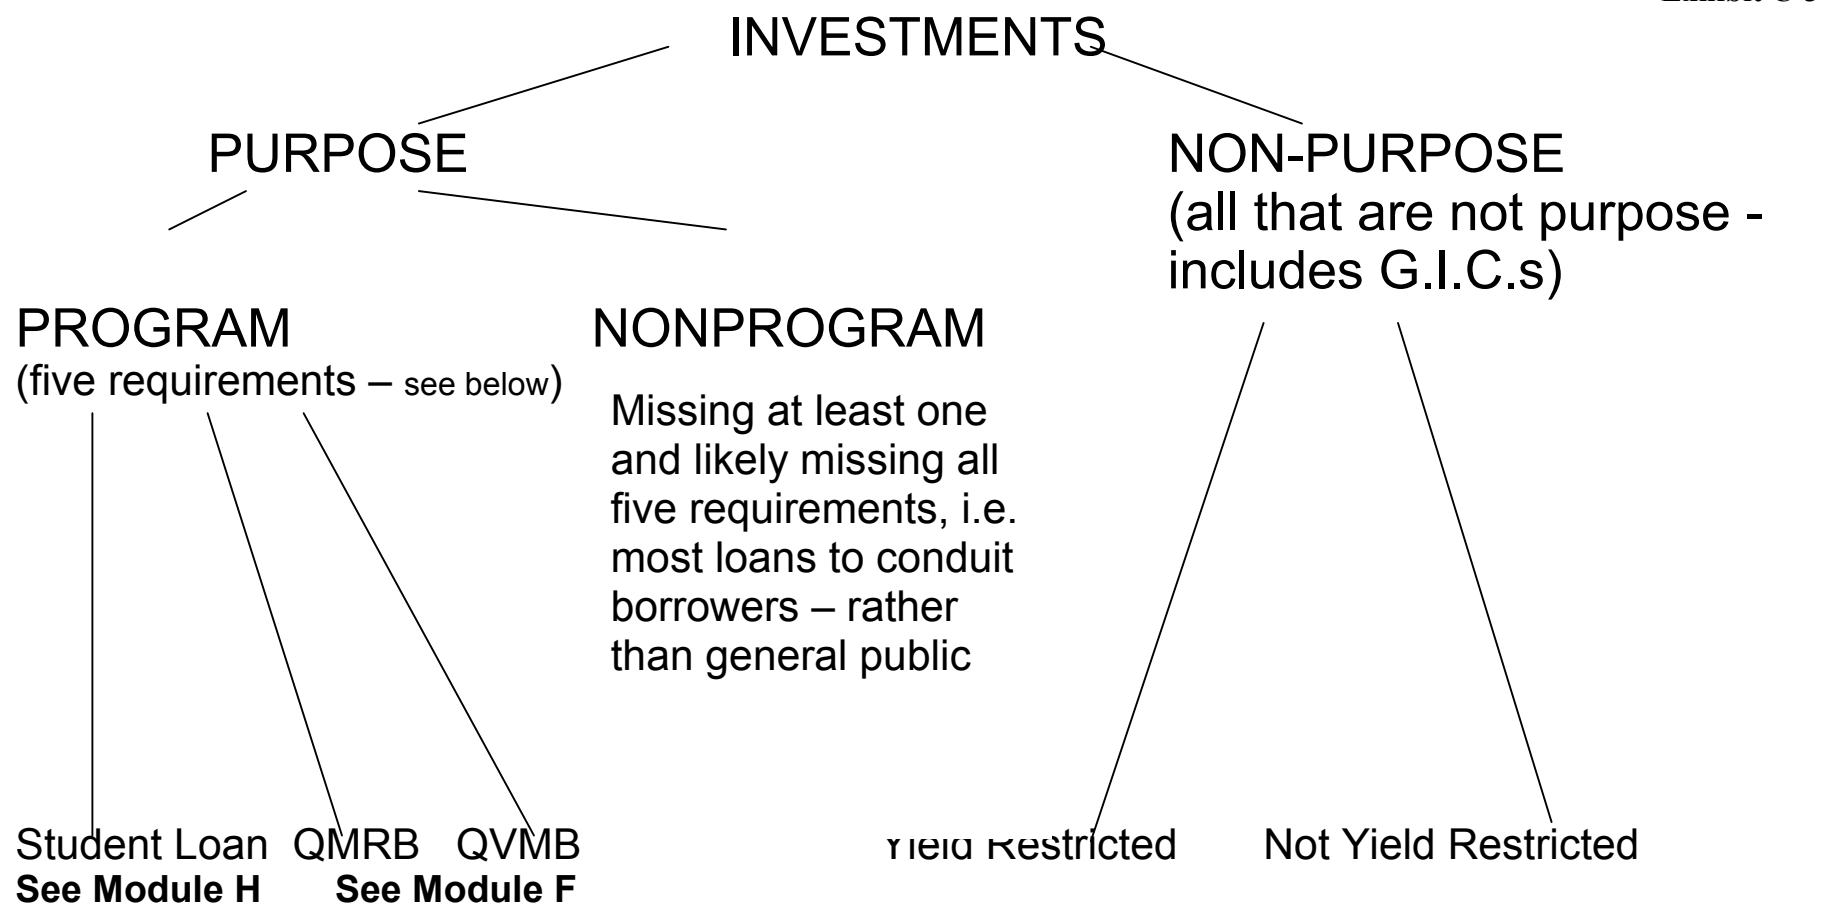 INVESTMENTS
PURPOSE
NON-PURPOSE
(all that are not purpose -
includes G.I.C.s)
PROGRAM
(five requirements – see below)
NONPROGRAM
Missing at least one
and likely missing all
five requirements, i.e.
most loans to conduit
borrowers – rather
than general public
Student Loan QMRB QVMB
See Module H See Module F
Yield Restricted
Not Yield Restricted